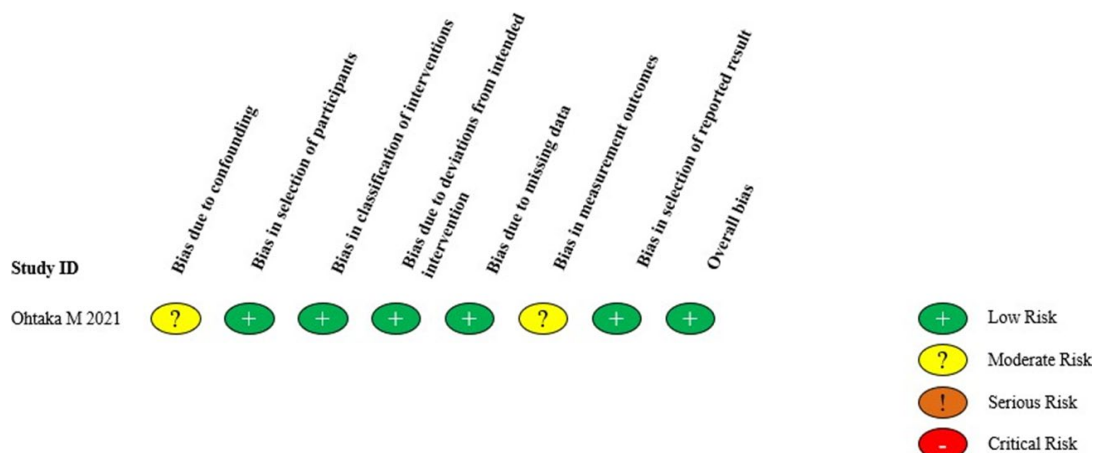 Bias due to confounding
Bias in selection of participants
Bias in classification of interventions
Bias due to deviations from intended
intervention
Bias due to missing data
Bias in measurement outcomes
Bias in selection of reported result
Overall bias
Study ID
Ohtaka M 2021
?
+
+
+
+
?
+
+
+ Low Risk
? Moderate Risk
! Serious Risk
- Critical Risk